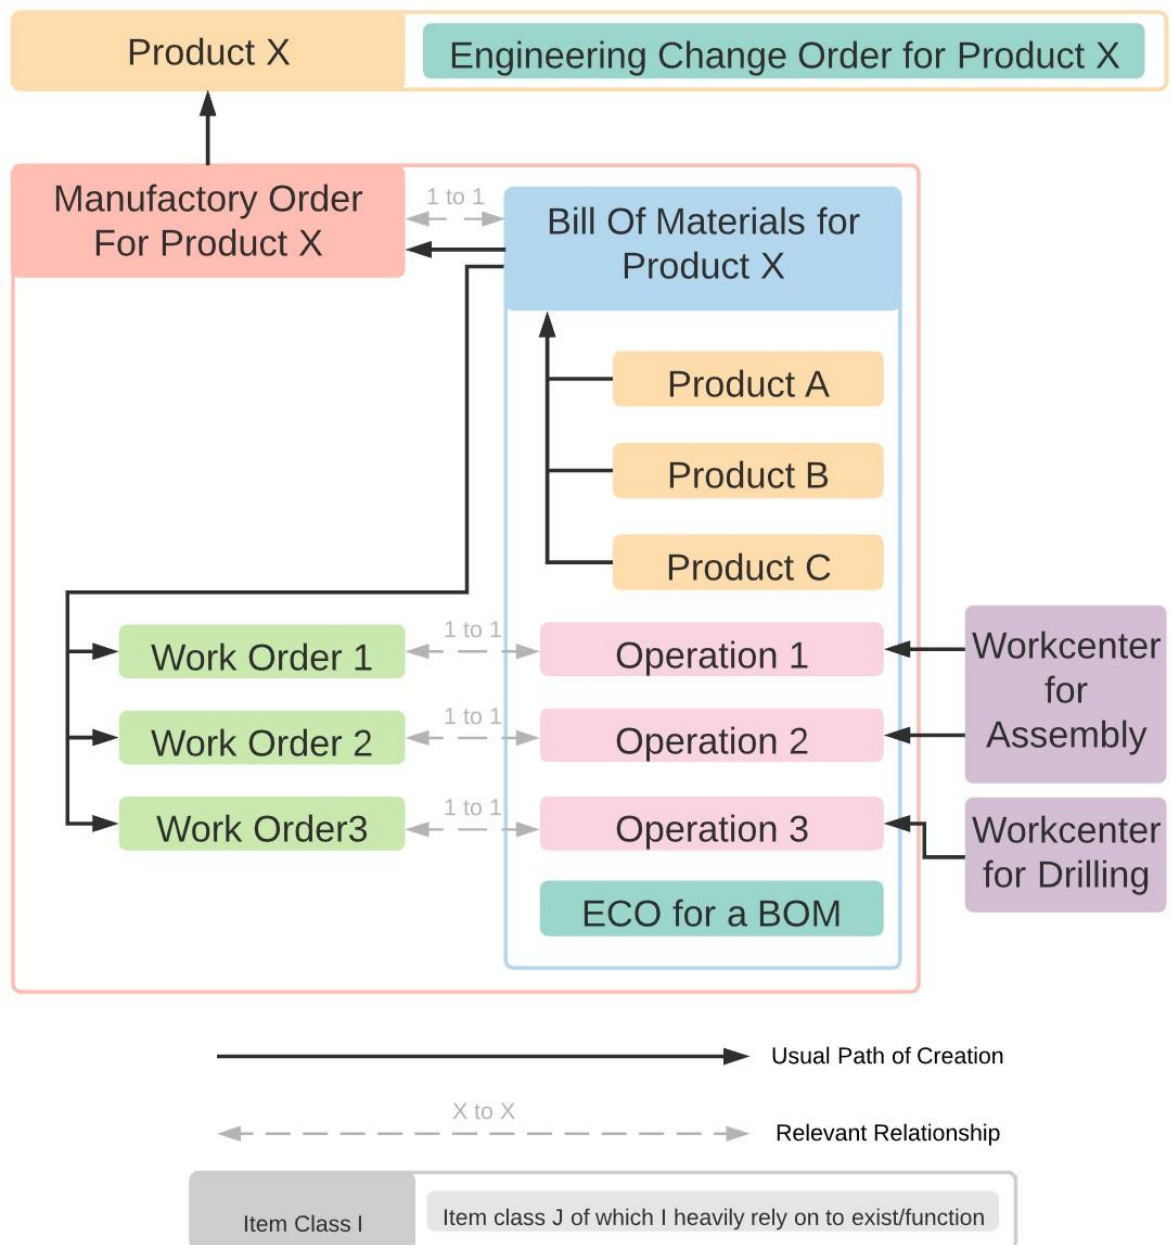 Product X
Engineering Change Order for Product X
Manufactory Order
For Product X
1 to 1
Bill Of Materials for
Product X
Product A
Product B
Product C
Work Order 1
1 to 1
Operation 1
Workcenter
for
Assembly
Work Order 2
1 to 1
Operation 2
Work Order3
1 to 1
Operation 3
Workcenter
for Drilling
ECO for a BOM
Usual Path of Creation
X to X
Relevant Relationship
Item Class I
Item class J of which I heavily rely on to exist/function